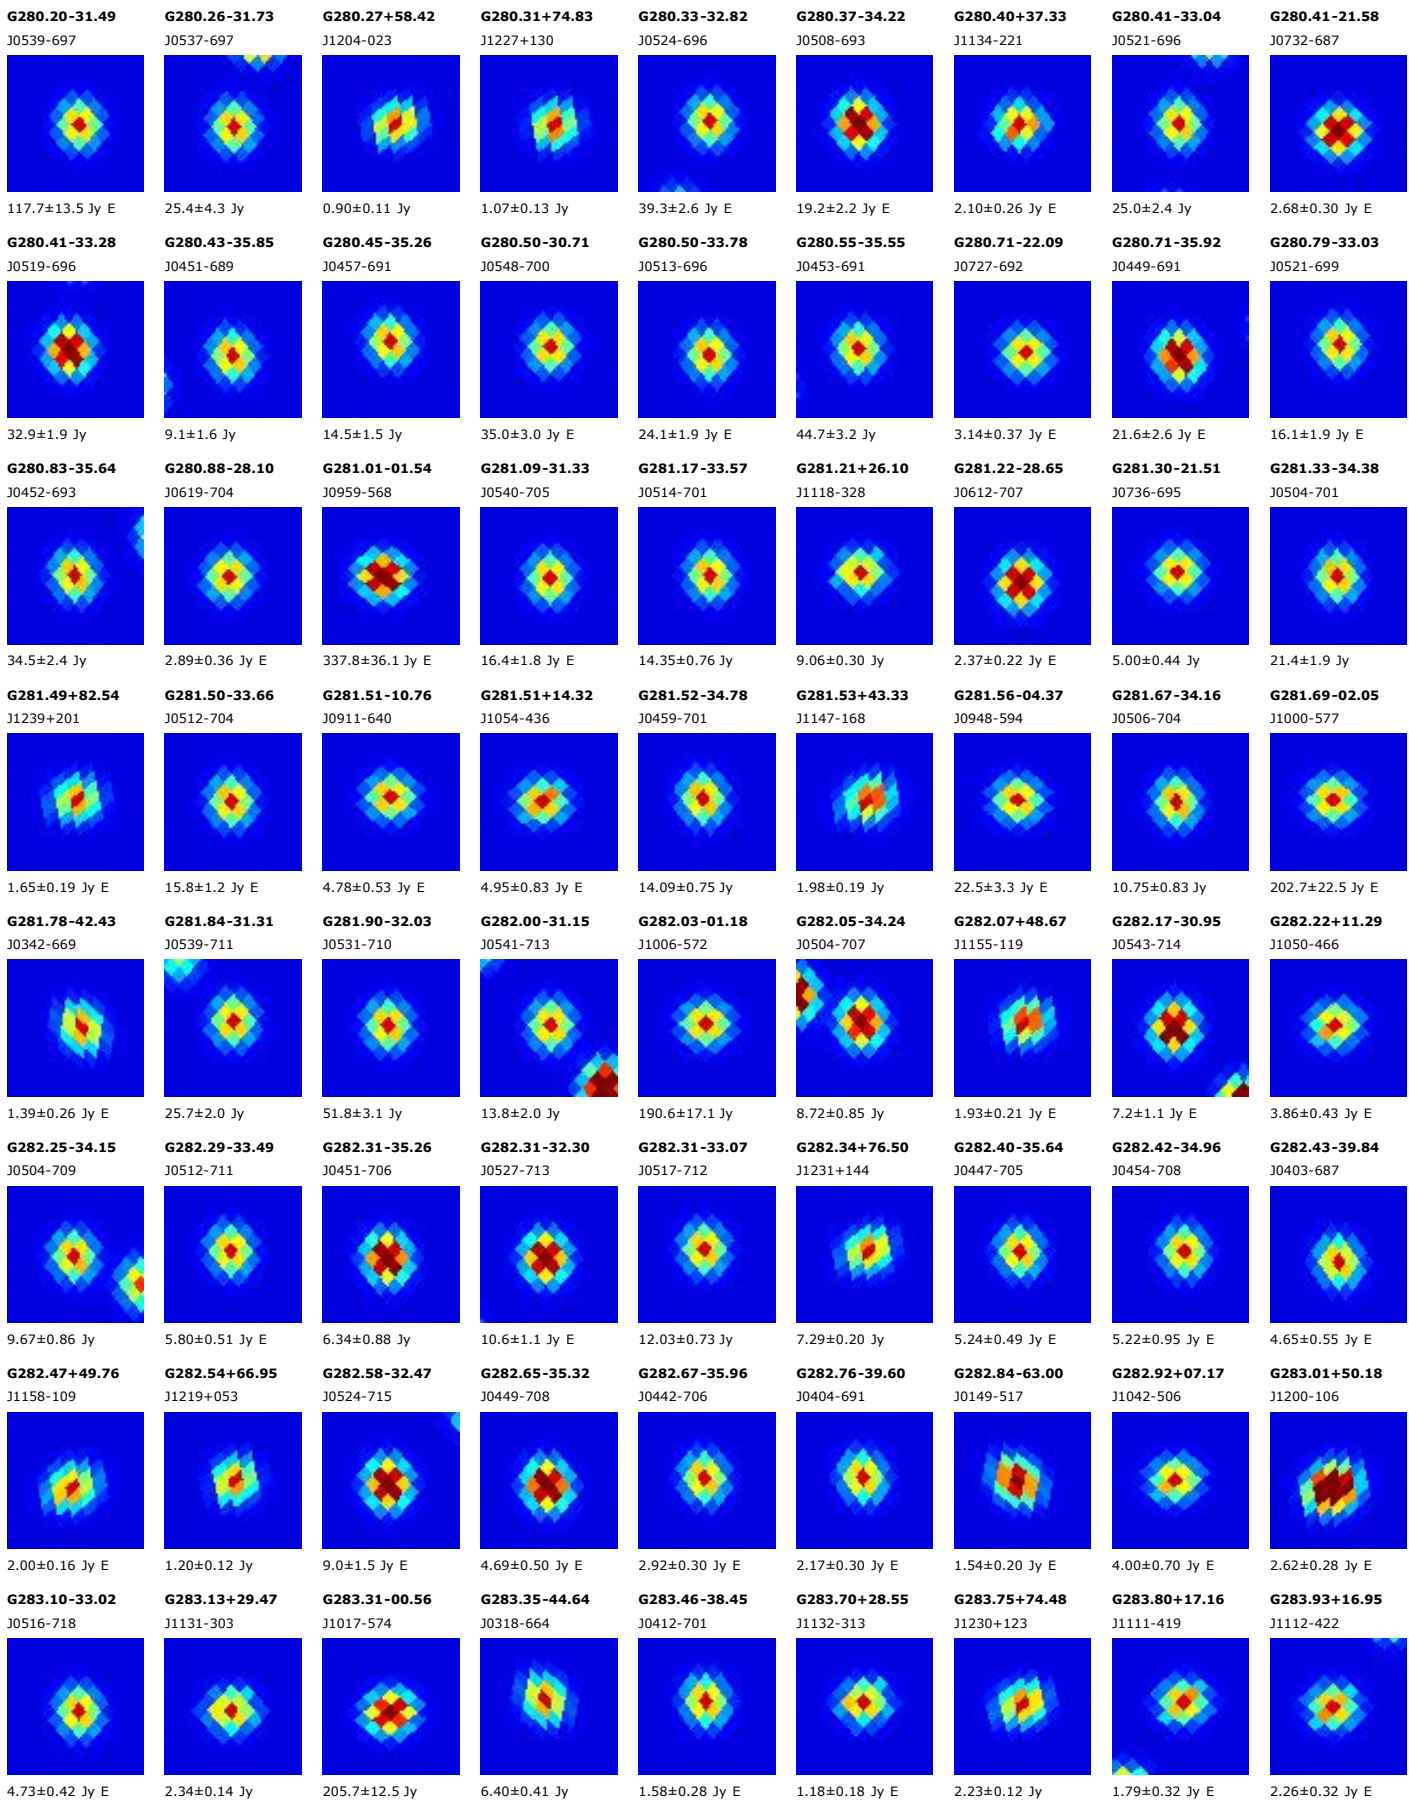 G280.20-31.49 G280.26-31.73 G280.27+58.42 G280.31+74.83 G280.33-32.82 G280.37-34.22 G280.40+37.33 G280.41-33.04 G280.41-21.58
J0539-697 J0537-697 J1204-023 J1227+130 J0524-696 J0508-693 J1134-221 J0521-696 J0732-687
117.7±13.5 Jy E 25.4±4.3 Jy 0.90±0.11 Jy 1.07±0.13 Jy 39.3±2.6 Jy E 19.2±2.2 Jy E 2.10±0.26 Jy E 25.0±2.4 Jy 2.68±0.30 Jy E
G280.41-33.28 G280.43-35.85 G280.45-35.26 G280.50-30.71 G280.50-33.78 G280.55-35.55 G280.71-22.09 G280.71-35.92 G280.79-33.03
J0519-696 J0451-689 J0457-691 J0548-700 J0513-696 J0453-691 J0727-692 J0449-691 J0521-699
32.9±1.9 Jy 9.1±1.6 Jy 14.5±1.5 Jy 35.0±3.0 Jy E 24.1±1.9 Jy E 44.7±3.2 Jy 3.14±0.37 Jy E 21.6±2.6 Jy E 16.1±1.9 Jy E
G280.83-35.64 G280.88-28.10 G281.01-01.54 G281.09-31.33 G281.17-33.57 G281.21+26.10 G281.22-28.65 G281.30-21.51 G281.33-34.38
J0452-693 J0619-704 J0959-568 J0540-705 J0514-701 J1118-328 J0612-707 J0736-695 J0504-701
34.5±2.4 Jy 2.89±0.36 Jy E 337.8±36.1 Jy E 16.4±1.8 Jy E 14.35±0.76 Jy 9.06±0.30 Jy 2.37±0.22 Jy E 5.00±0.44 Jy 21.4±1.9 Jy
G281.49+82.54 G281.50-33.66 G281.51-10.76 G281.51+14.32 G281.52-34.78 G281.53+43.33 G281.56-04.37 G281.67-34.16 G281.69-02.05
J1239+201 J0512-704 J0911-640 J1054-436 J0459-701 J1147-168 J0948-594 J0506-704 J1000-577
1.65±0.19 Jy E 15.8±1.2 Jy E 4.78±0.53 Jy E 4.95±0.83 Jy E 14.09±0.75 Jy 1.98±0.19 Jy 22.5±3.3 Jy E 10.75±0.83 Jy 202.7±22.5 Jy E
G281.78-42.43 G281.84-31.31 G281.90-32.03 G282.00-31.15 G282.03-01.18 G282.05-34.24 G282.07+48.67 G282.17-30.95 G282.22+11.29
J0342-669 J0539-711 J0531-710 J0541-713 J1006-572 J0504-707 J1155-119 J0543-714 J1050-466
1.39±0.26 Jy E 25.7±2.0 Jy 51.8±3.1 Jy 13.8±2.0 Jy 190.6±17.1 Jy 8.72±0.85 Jy 1.93±0.21 Jy E 7.2±1.1 Jy E 3.86±0.43 Jy E
G282.25-34.15 G282.29-33.49 G282.31-35.26 G282.31-32.30 G282.31-33.07 G282.34+76.50 G282.40-35.64 G282.42-34.96 G282.43-39.84
J0504-709 J0512-711 J0451-706 J0527-713 J0517-712 J1231+144 J0447-705 J0454-708 J0403-687
9.67±0.86 Jy 5.80±0.51 Jy E 6.34±0.88 Jy 10.6±1.1 Jy E 12.03±0.73 Jy 7.29±0.20 Jy 5.24±0.49 Jy E 5.22±0.95 Jy E 4.65±0.55 Jy E
G282.47+49.76 G282.54+66.95 G282.58-32.47 G282.65-35.32 G282.67-35.96 G282.76-39.60 G282.84-63.00 G282.92+07.17 G283.01+50.18
J1158-109 J1219+053 J0524-715 J0449-708 J0442-706 J0404-691 J0149-517 J1042-506 J1200-106
2.00±0.16 Jy E 1.20±0.12 Jy 9.0±1.5 Jy E 4.69±0.50 Jy E 2.92±0.30 Jy E 2.17±0.30 Jy E 1.54±0.20 Jy E 4.00±0.70 Jy E 2.62±0.28 Jy E
G283.10-33.02 G283.13+29.47 G283.31-00.56 G283.35-44.64 G283.46-38.45 G283.70+28.55 G283.75+74.48 G283.80+17.16 G283.93+16.95
J0516-718 J1131-303 J1017-574 J0318-664 J0412-701 J1132-313 J1230+123 J1111-419 J1112-422
4.73±0.42 Jy E 2.34±0.14 Jy 205.7±12.5 Jy 6.40±0.41 Jy 1.58±0.28 Jy E 1.18±0.18 Jy E 2.23±0.12 Jy 1.79±0.32 Jy E 2.26±0.32 Jy E